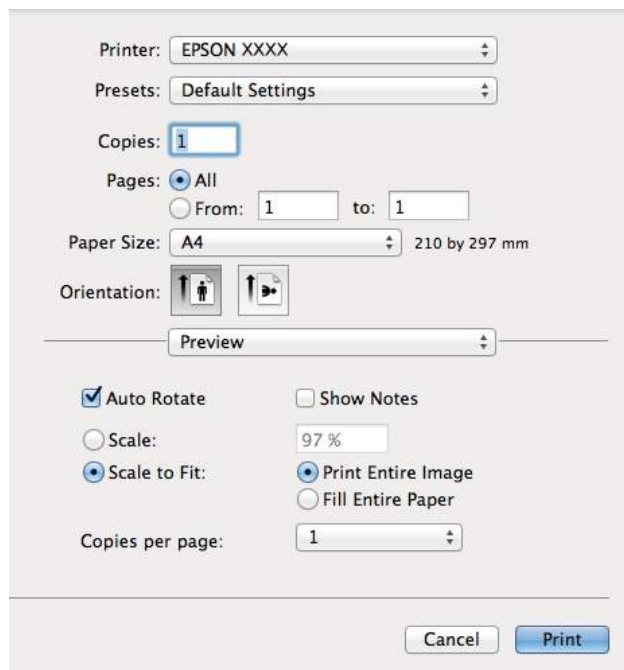 Printer: EPSON XXXX
Presets: Default Settings
Copies: 1
Pages: All
From: 1 to: 1
Paper Size: A4 210 by 297 mm
Orientation:
Preview
Auto Rotate Show Notes
Scale: 97 %
Scale to Fit: Print Entire Image
Fill Entire Paper
Copies per page: 1
Cancel Print